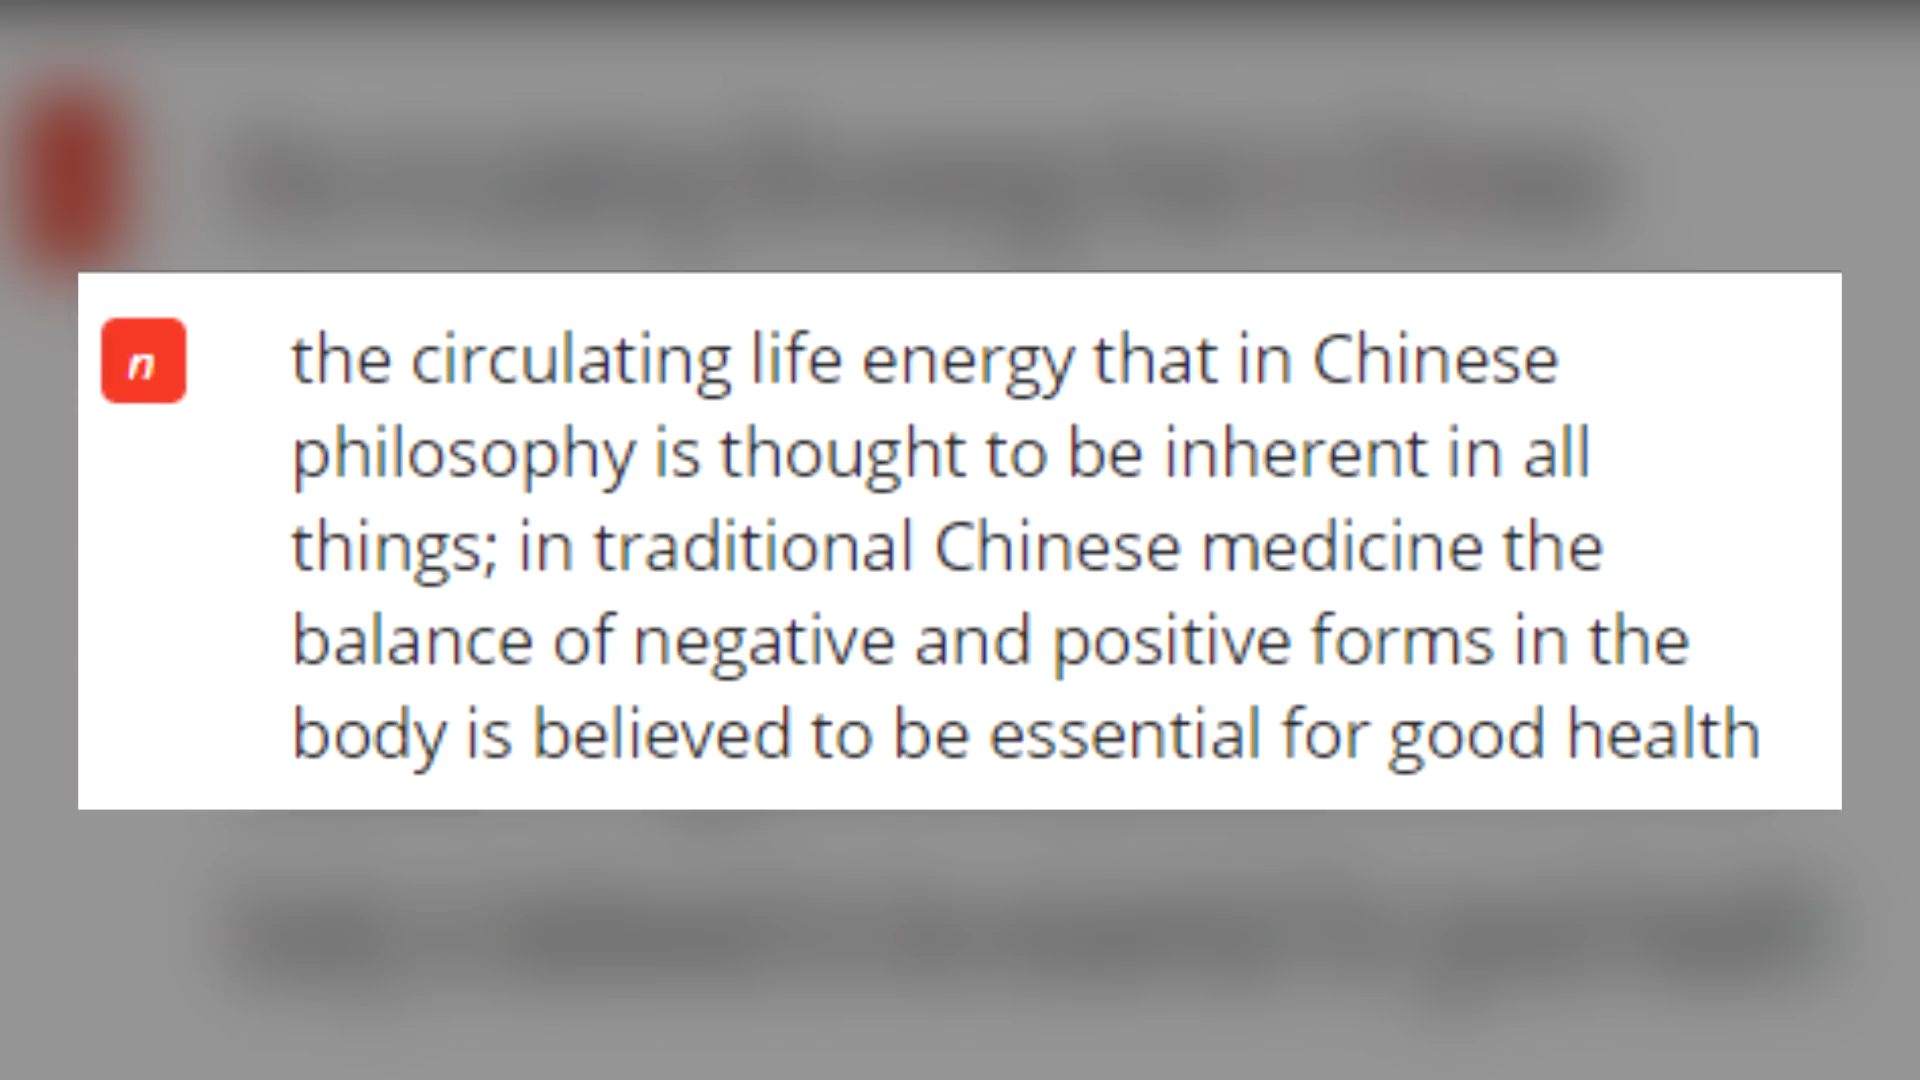 n
the circulating life energy that in Chinese
philosophy is thought to be inherent in all
things; in traditional Chinese medicine the
balance of negative and positive forms in the
body is believed to be essential for good health